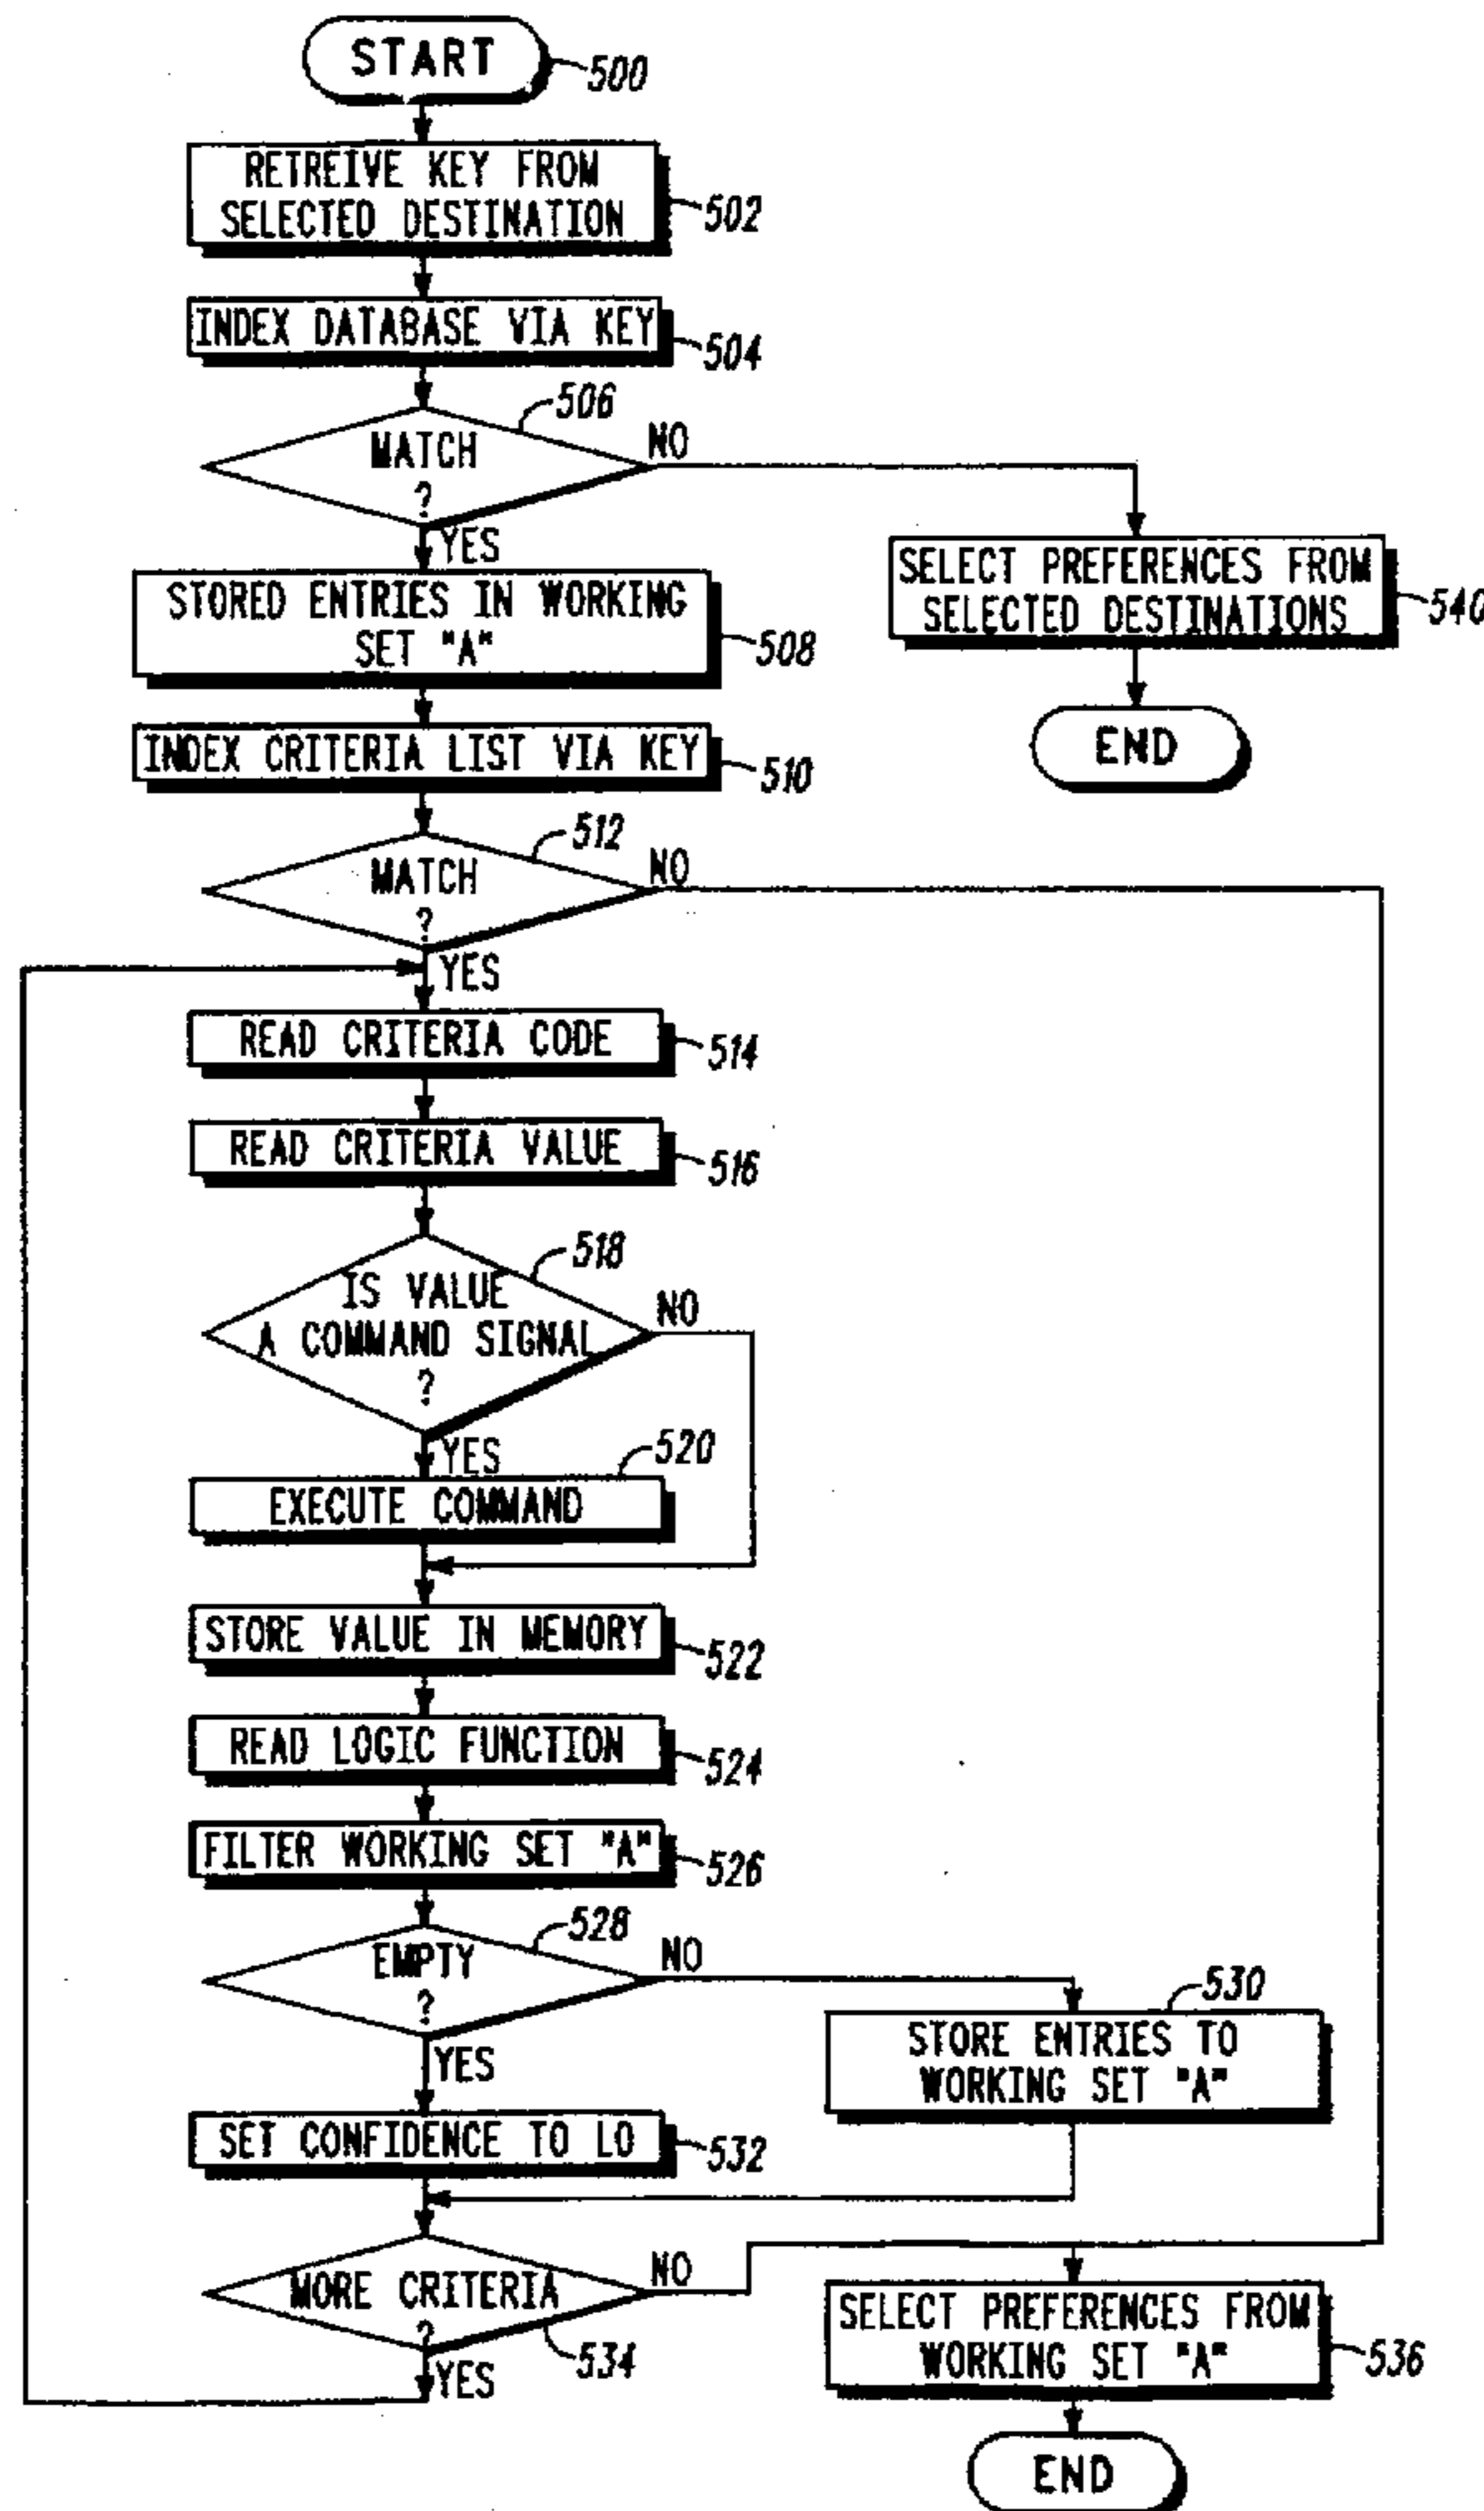 START
500
RETREIVE KEY FROM
SELECTED DESTINATION
502
INDEX DATABASE VIA KEY
504
506
MATCH
?
NO
YES
STORED ENTRIES IN WORKING
SET "A"
508
SELECT PREFERENCES FROM
SELECTED DESTINATIONS
540
END
INDEX CRITERIA LIST VIA KEY
510
512
MATCH
?
NO
YES
READ CRITERIA CODE
514
READ CRITERIA VALUE
516
518
IS VALUE
A COMMAND SIGNAL
?
NO
YES
520
EXECUTE COMMAND
STORE VALUE IN MEMORY
522
READ LOGIC FUNCTION
524
FILTER WORKING SET "A"
526
528
EMPTY
?
NO
YES
530
STORE ENTRIES TO
WORKING SET "A"
SET CONFIDENCE TO LO
532
MORE CRITERIA
?
NO
534
YES
SELECT PREFERENCES FROM
WORKING SET "A"
536
END